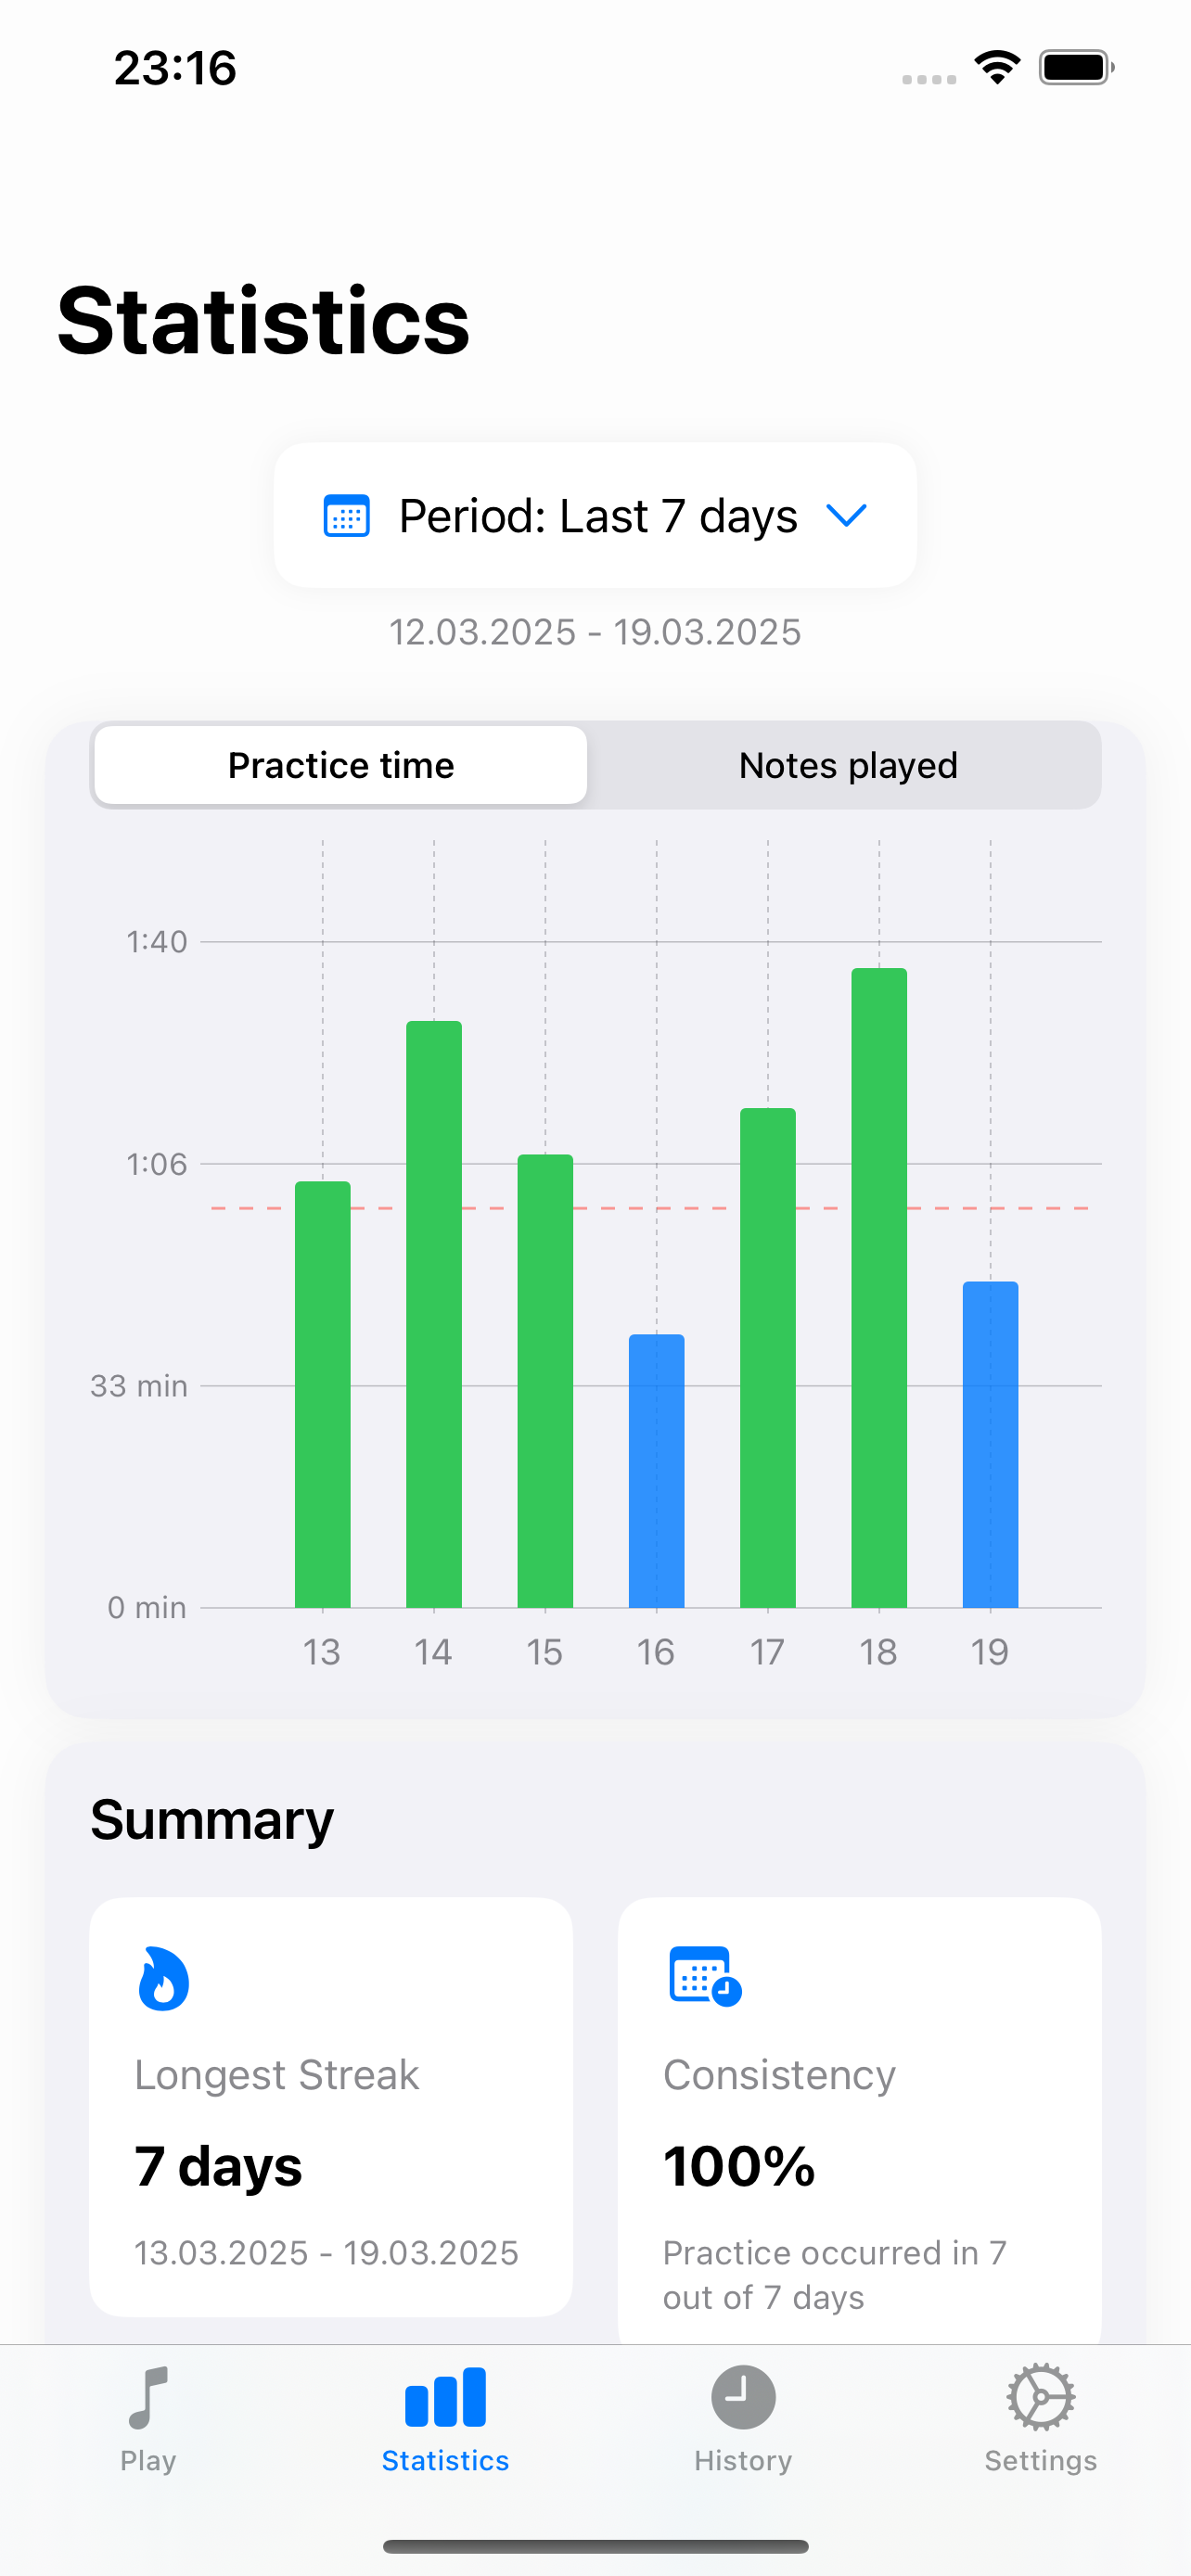 23:16
Statistics
Period: Last 7 days
12.03.2025 - 19.03.2025
Practice time
Notes played
1:40
1:06
33 min
0 min
13 14 15 16 17 18 19
Summary
Longest Streak
7 days
13.03.2025 - 19.03.2025
Consistency
100%
Practice occurred in 7
out of 7 days
Play
Statistics
History
Settings